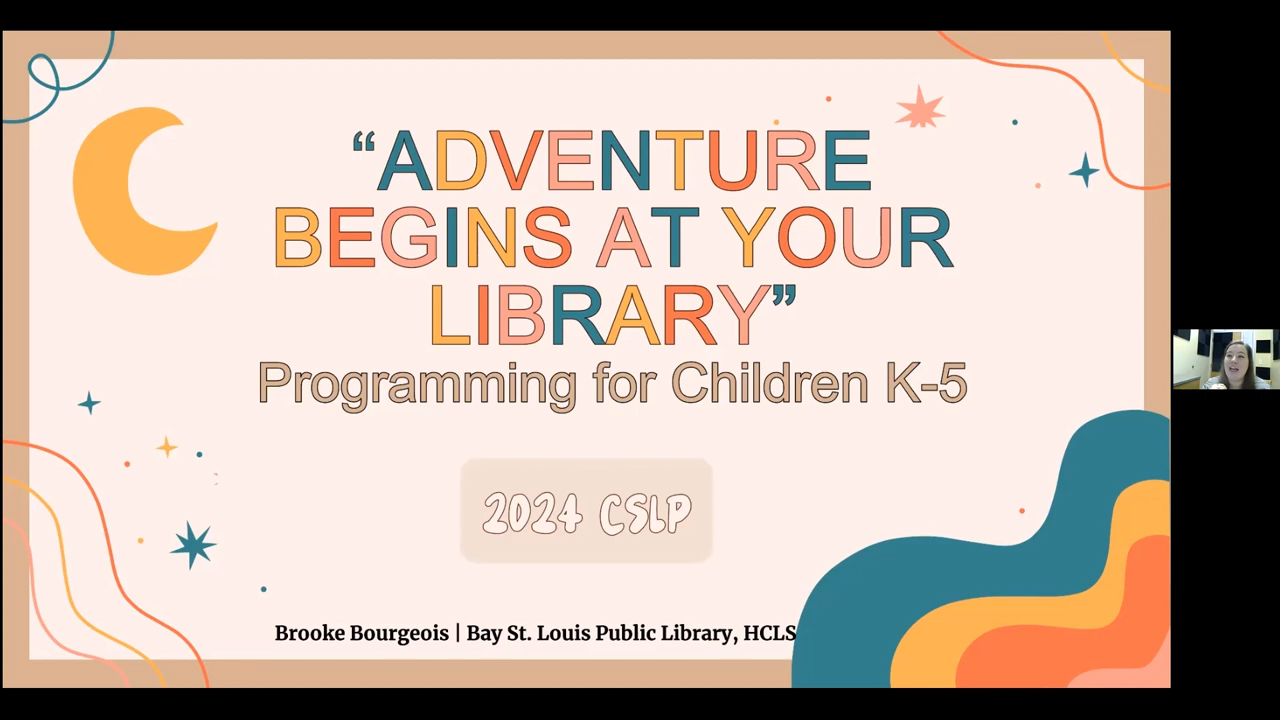 “ADVENTURE
BEGINS AT YOUR
LIBRARY”
Programming for Children K-5
2024 CSLP
Brooke Bourgeois | Bay St. Louis Public Library, HCLS